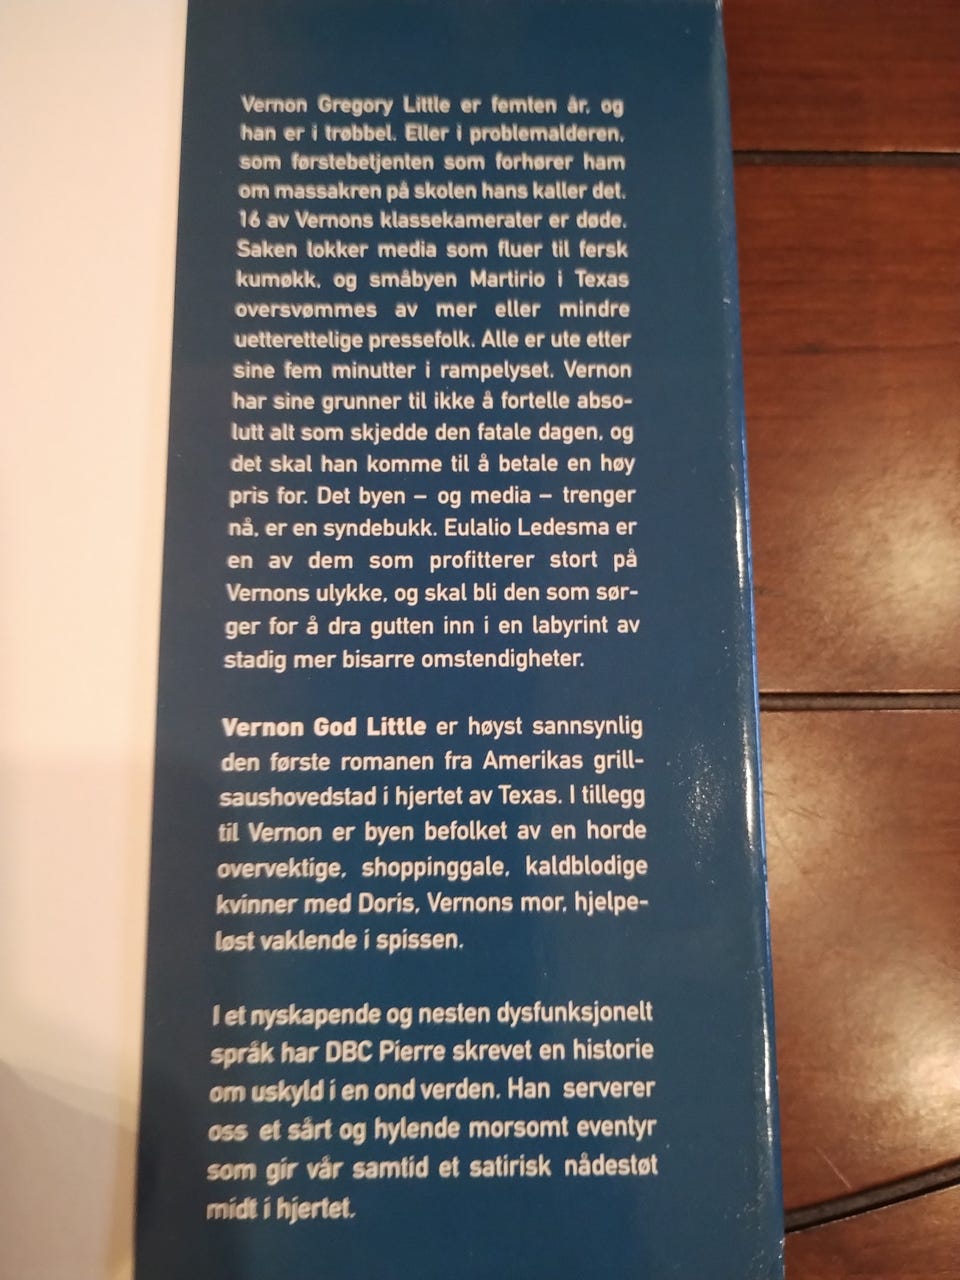 Vernon Gregory Little er femten år, og
han er i trøbbel. Eller i problemalderen,
som førstebetjenten som forhører ham
om massakren på skolen hans kaller det.
16 av Vernons klassekamerater er døde.
Saken lokker media som fluer til fersk
kumøkk, og småbyen Martirio i Texas
oversvømmes av mer eller mindre
uetterettelige pressefolk. Alle er ute etter
sine fem minutter i rampelyset. Vernon
har sine grunner til ikke å fortelle abso-
lutt alt som skjedde den fatale dagen, og
det skal han komme til å betale en høy
pris for. Det byen – og media – trenger
nå, er en syndebukk. Eulalio Ledesma er
en av dem som profitterer stort på
Vernons ulykke, og skal bli den som sør-
ger for å dra gutten inn i en labyrint av
stadig mer bisarre omstendigheter.
Vernon God Little er høyst sannsynlig
den første romanen fra Amerikas grill-
saushovedstad i hjertet av Texas. I tillegg
til Vernon er byen befolket av en horde
overvektige, shoppinggale, kaldblodige
kvinner med Doris, Vernons mor, hjelpe-
løst vaklende i spissen.
I et nyskapende og nesten dysfunksjonelt
språk har DBC Pierre skrevet en historie
om uskyld i en ond verden. Han serverer
oss et sårt og hylende morsomt eventyr
som gir vår samtid et satirisk nådestøt
midt i hjertet.